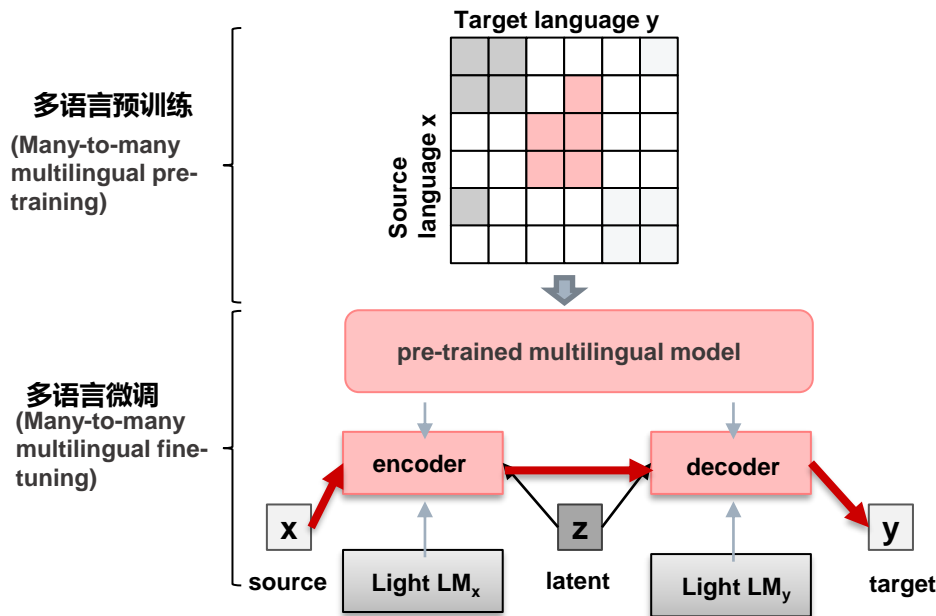 Target language y
Source
language x
多语言预训练
(Many-to-many
multilingual pre-
training)
pre-trained multilingual model
多语言微调
(Many-to-many
multilingual fine-
tuning)
encoder
decoder
x
z
y
source
Light LMx
latent
Light LMy
target